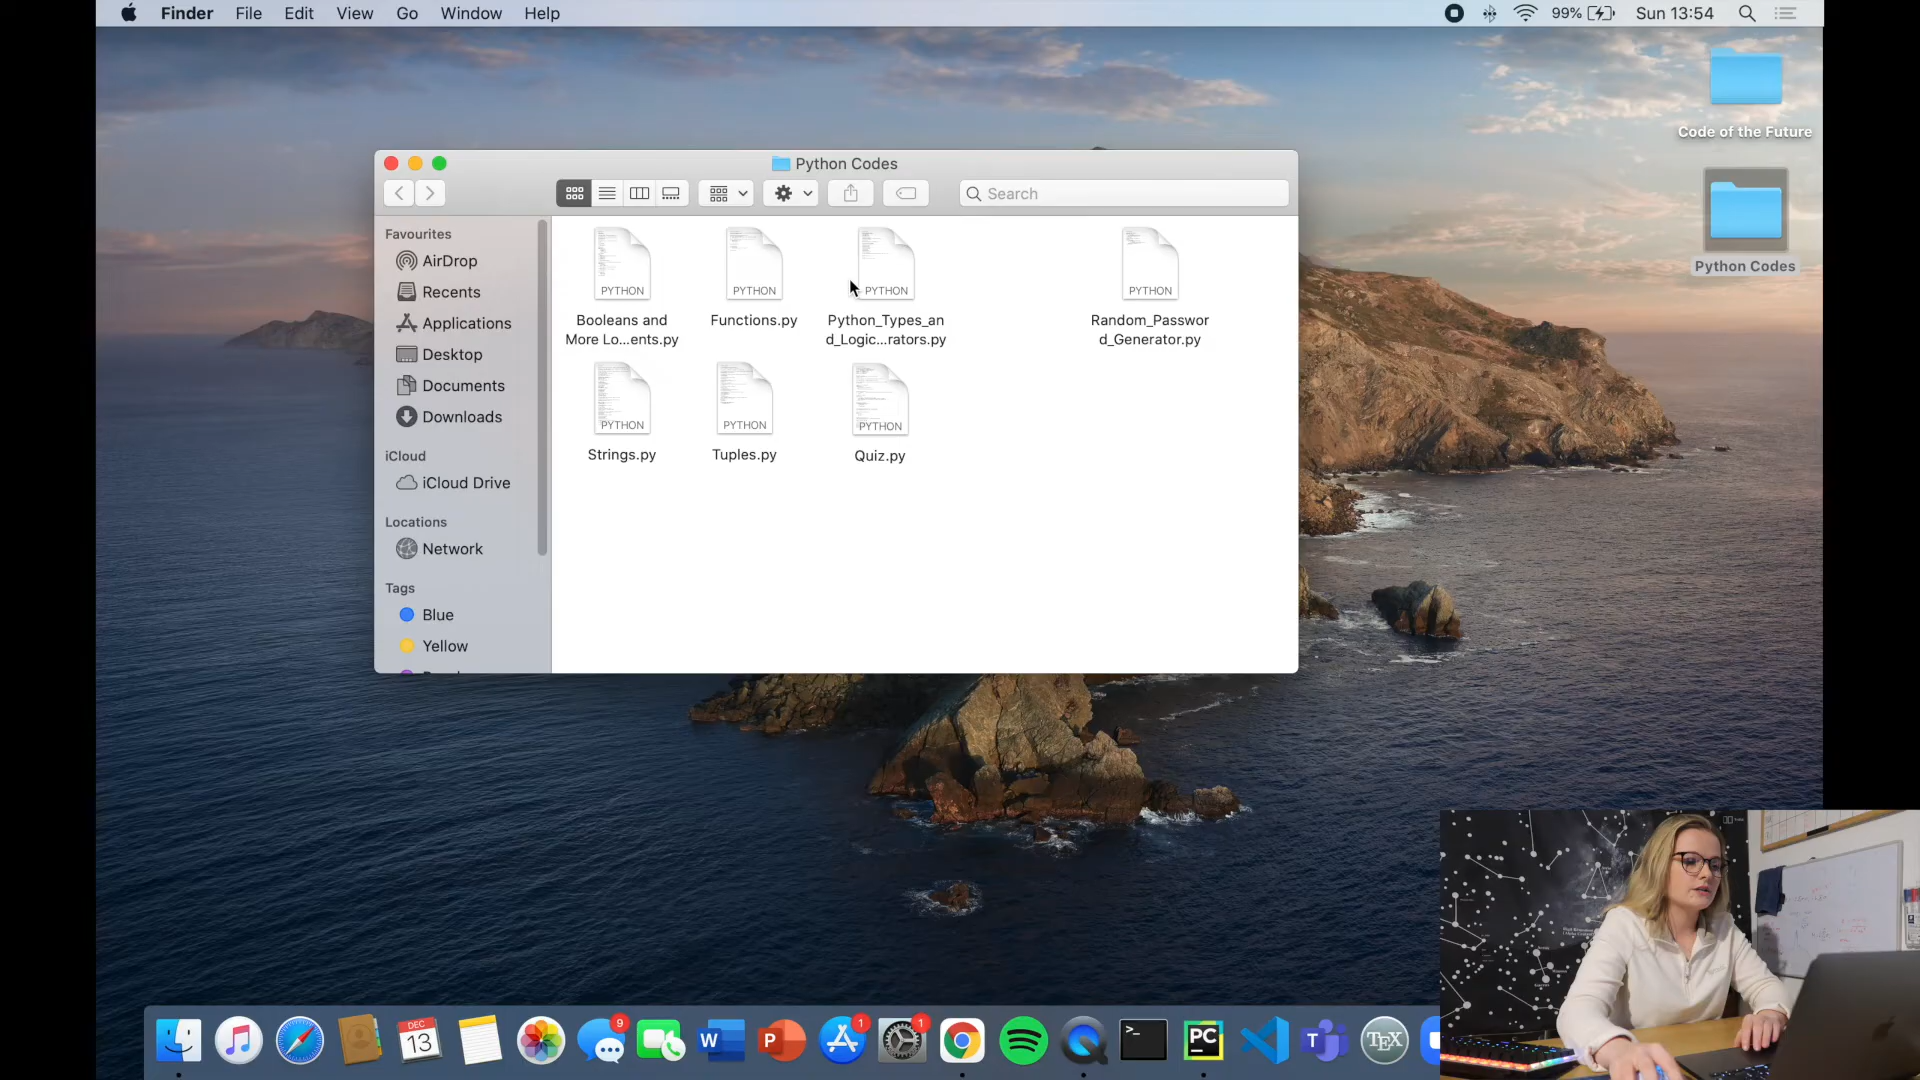 Finder File Edit View Go Window Help
99% Sun 13:54
Code of the Future
Python Codes
Python Codes
Search
Favourites
AirDrop
Recents
Applications
Desktop
Documents
Downloads
iCloud
iCloud Drive
Locations
Network
Tags
Blue
Yellow
PYTHON PYTHON PYTHON PYTHON
Booleans and Functions.py Python_Types_an Random_Passwor
More Lo...ents.py d_Logic...rators.py d_Generator.py
PYTHON PYTHON PYTHON
Strings.py Tuples.py Quiz.py
DEC
13
9
W
P
1
1
>_
PC
T
TEX